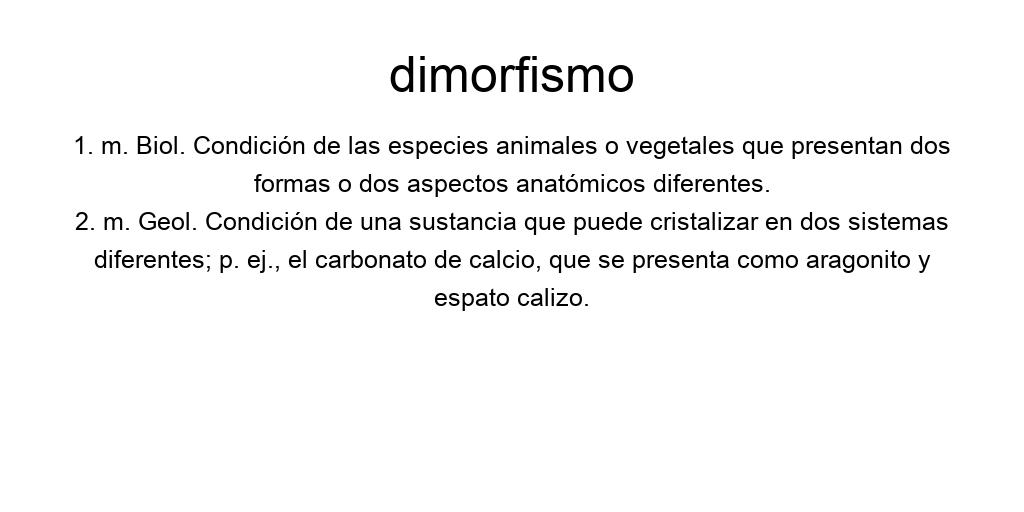 dimorfismo
1. m. Biol. Condición de las especies animales o vegetales que presentan dos
formas o dos aspectos anatómicos diferentes.
2. m. Geol. Condición de una sustancia que puede cristalizar en dos sistemas
diferentes; p. ej., el carbonato de calcio, que se presenta como aragonito y
espato calizo.